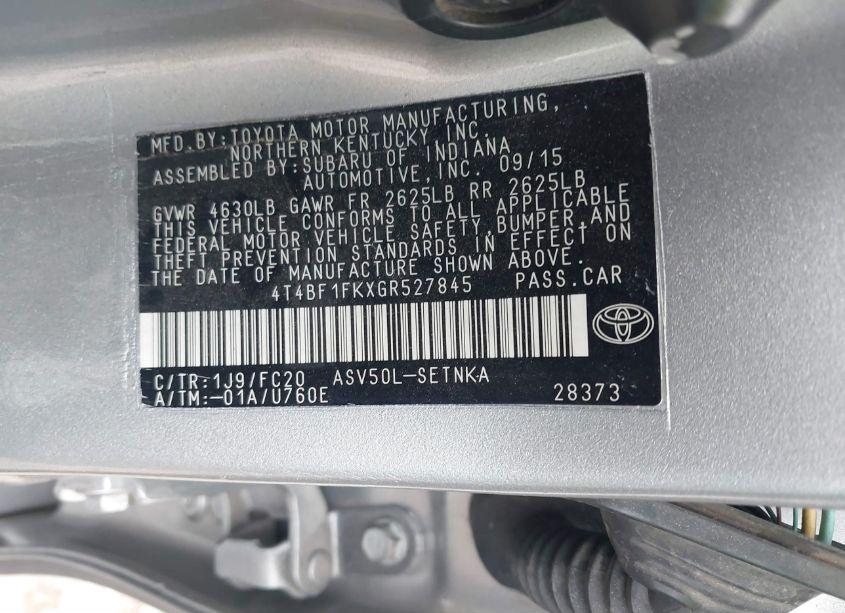 MFD.BY:TOYOTA MOTOR MANUFACTURING,
NORTHERN KENTUCKY INC.
ASSEMBLED BY:SUBARU OF INDIANA
AUTOMOTIVE,INC. 09/15
GVWR 4630LB GAWR FR 2625LB RR 2625LB
THIS VEHICLE CONFORMS TO ALL APPLICABLE
FEDERAL MOTOR VEHICLE SAFETY,BUMPER,AND
THEFT PREVENTION STANDARDS IN EFFECT ON
THE DATE OF MANUFACTURE SHOWN ABOVE.
4T4BF1FKXGR527845 PASS.CAR
C/TR:1J9/FC20 ASV50L-SETNKA
A/TM:-01A/U760E 28373